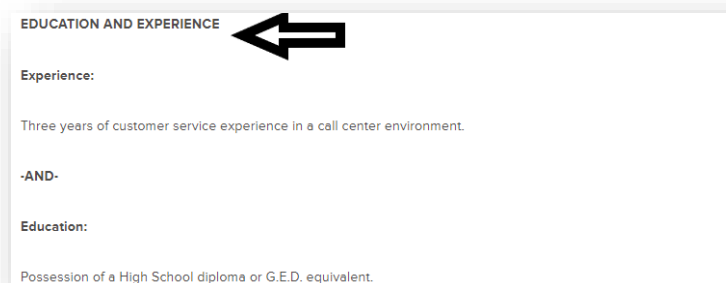 EDUCATION AND EXPERIENCE
Experience:
Three years of customer service experience in a call center environment.
-AND-
Education:
Possession of a High School diploma or G.E.D. equivalent.